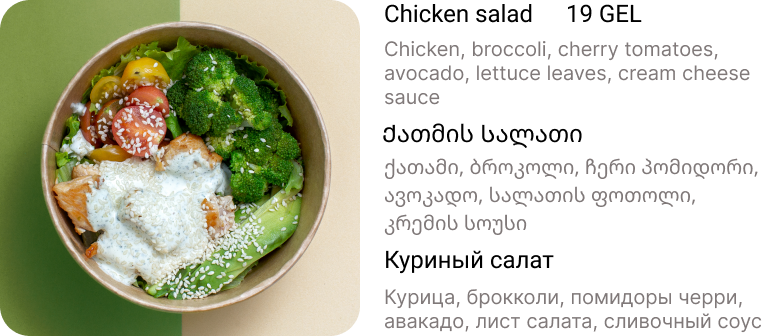 Chicken salad 19 GEL
Chicken, broccoli, cherry tomatoes,
avocado, lettuce leaves, cream cheese
sauce
ქათმის სალათი
ქათამი, ბროკოლი, ჩერი პომიდორი,
ავოკადო, სალათის ფოთოლი,
კრემის სოუსი
Куриный салат
Курица, брокколи, помидоры черри,
авакадо, лист салата, сливочный соус